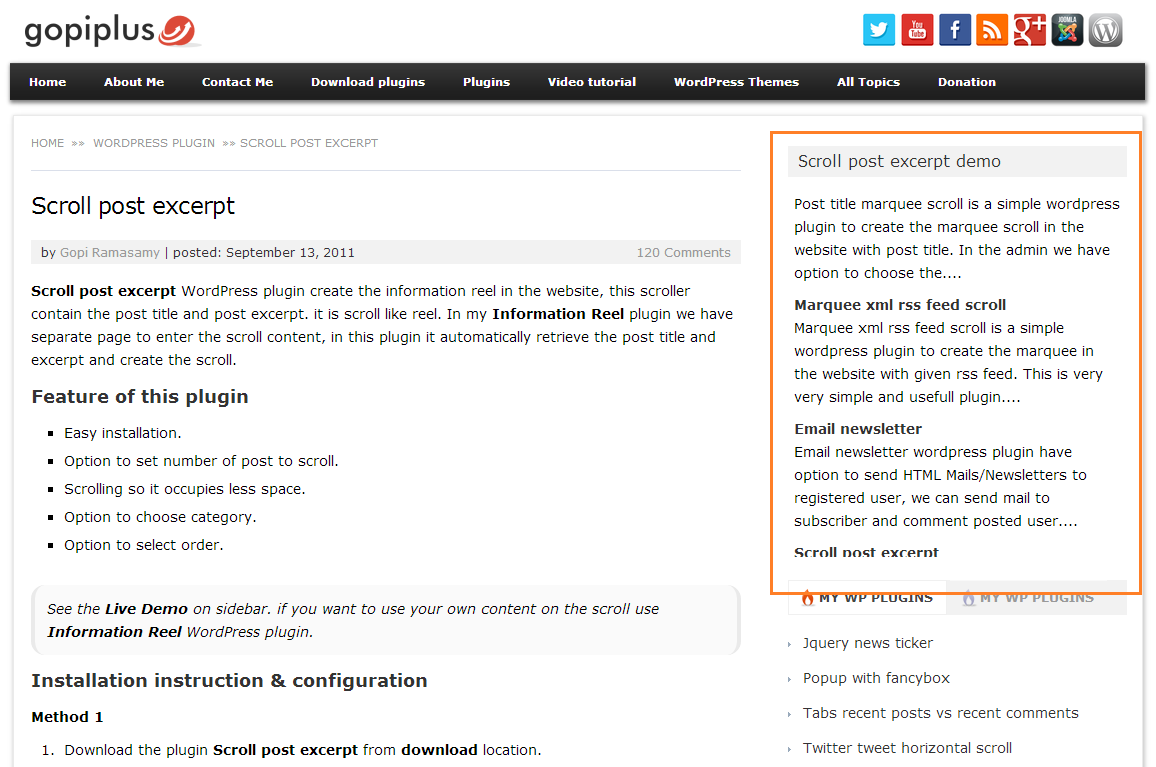 gopiplus
You
Tube
JOOMLA
Home About Me Contact Me Download plugins Plugins Video tutorial WordPress Themes All Topics Donation
HOME »» WORDPRESS PLUGIN »» SCROLL POST EXCERPT
Scroll post excerpt
by Gopi Ramasamy | posted: September 13, 2011 120 Comments
Scroll post excerpt WordPress plugin create the information reel in the website, this scroller
contain the post title and post excerpt. it is scroll like reel. In my Information Reel plugin we have
separate page to enter the scroll content, in this plugin it automatically retrieve the post title and
excerpt and create the scroll.
Feature of this plugin
Easy installation.
Option to set number of post to scroll.
Scrolling so it occupies less space.
Option to choose category.
Option to select order.
See the Live Demo on sidebar. if you want to use your own content on the scroll use
Information Reel WordPress plugin.
Installation instruction & configuration
Method 1
1. Download the plugin Scroll post excerpt from download location.
Scroll post excerpt demo
Post title marquee scroll is a simple wordpress
plugin to create the marquee scroll in the
website with post title. In the admin we have
option to choose the....
Marquee xml rss feed scroll
Marquee xml rss feed scroll is a simple
wordpress plugin to create the marquee in
the website with given rss feed. This is very
very simple and usefull plugin....
Email newsletter
Email newsletter wordpress plugin have
option to send HTML Mails/Newsletters to
registered user, we can send mail to
subscriber and comment posted user....
Scroll post excerpt
MY WP PLUGINS MY WP PLUGINS
Jquery news ticker
Popup with fancybox
Tabs recent posts vs recent comments
Twitter tweet horizontal scroll